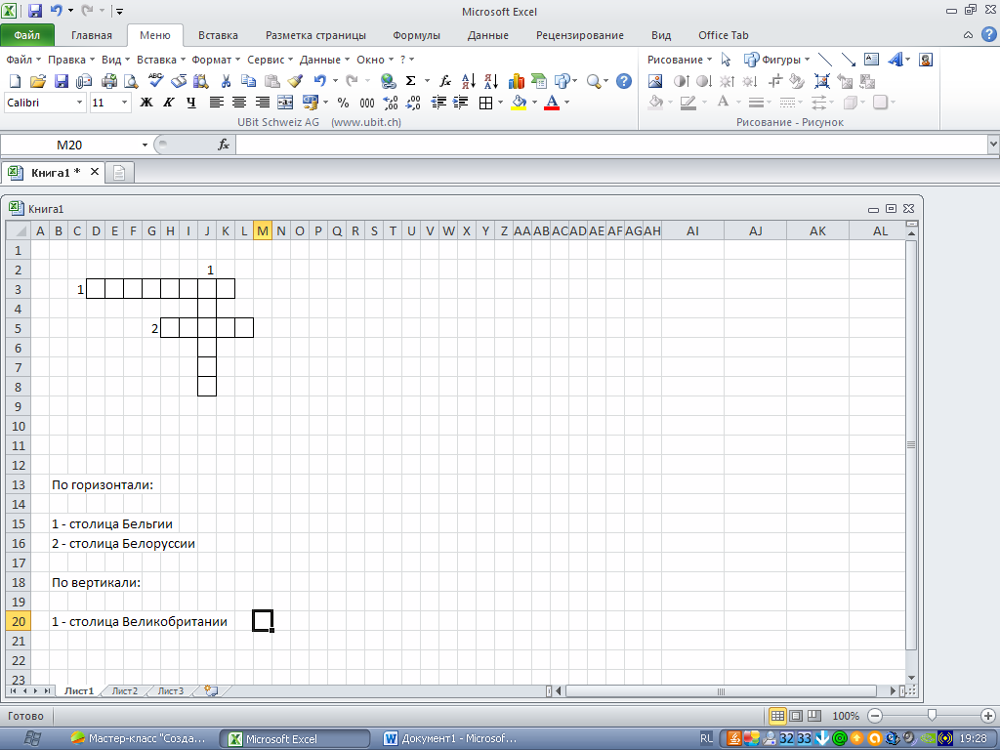 Microsoft Excel
Файл Главная Меню Вставка Разметка страницы Формулы Данные Рецензирование Вид Office Tab
Файл Правка Вид Вставка Формат Сервис Данные Окно ?
Рисование Фигуры
Calibri 11 Ж К Ч % 000 ,00 ,00 A
UBit Schweiz AG (www.ubit.ch)
Рисование - Рисунок
M20 fx
Книга1 *
Книга1
A B C D E F G H I J K L M N O P Q R S T U V W X Y Z AA AB AC AD AE AF AG AH AI AJ AK AL
1
2 1
3 1
4
5 2
6
7
8
9
10
11
12
13 По горизонтали:
14
15 1 - столица Бельгии
16 2 - столица Белоруссии
17
18 По вертикали:
19
20 1 - столица Великобритании
21
22
23
Лист1 Лист2 Лист3
Готово 100%
Мастер-класс "Созда... Microsoft Excel Документ1 - Microsof... RU 32 33 19:28